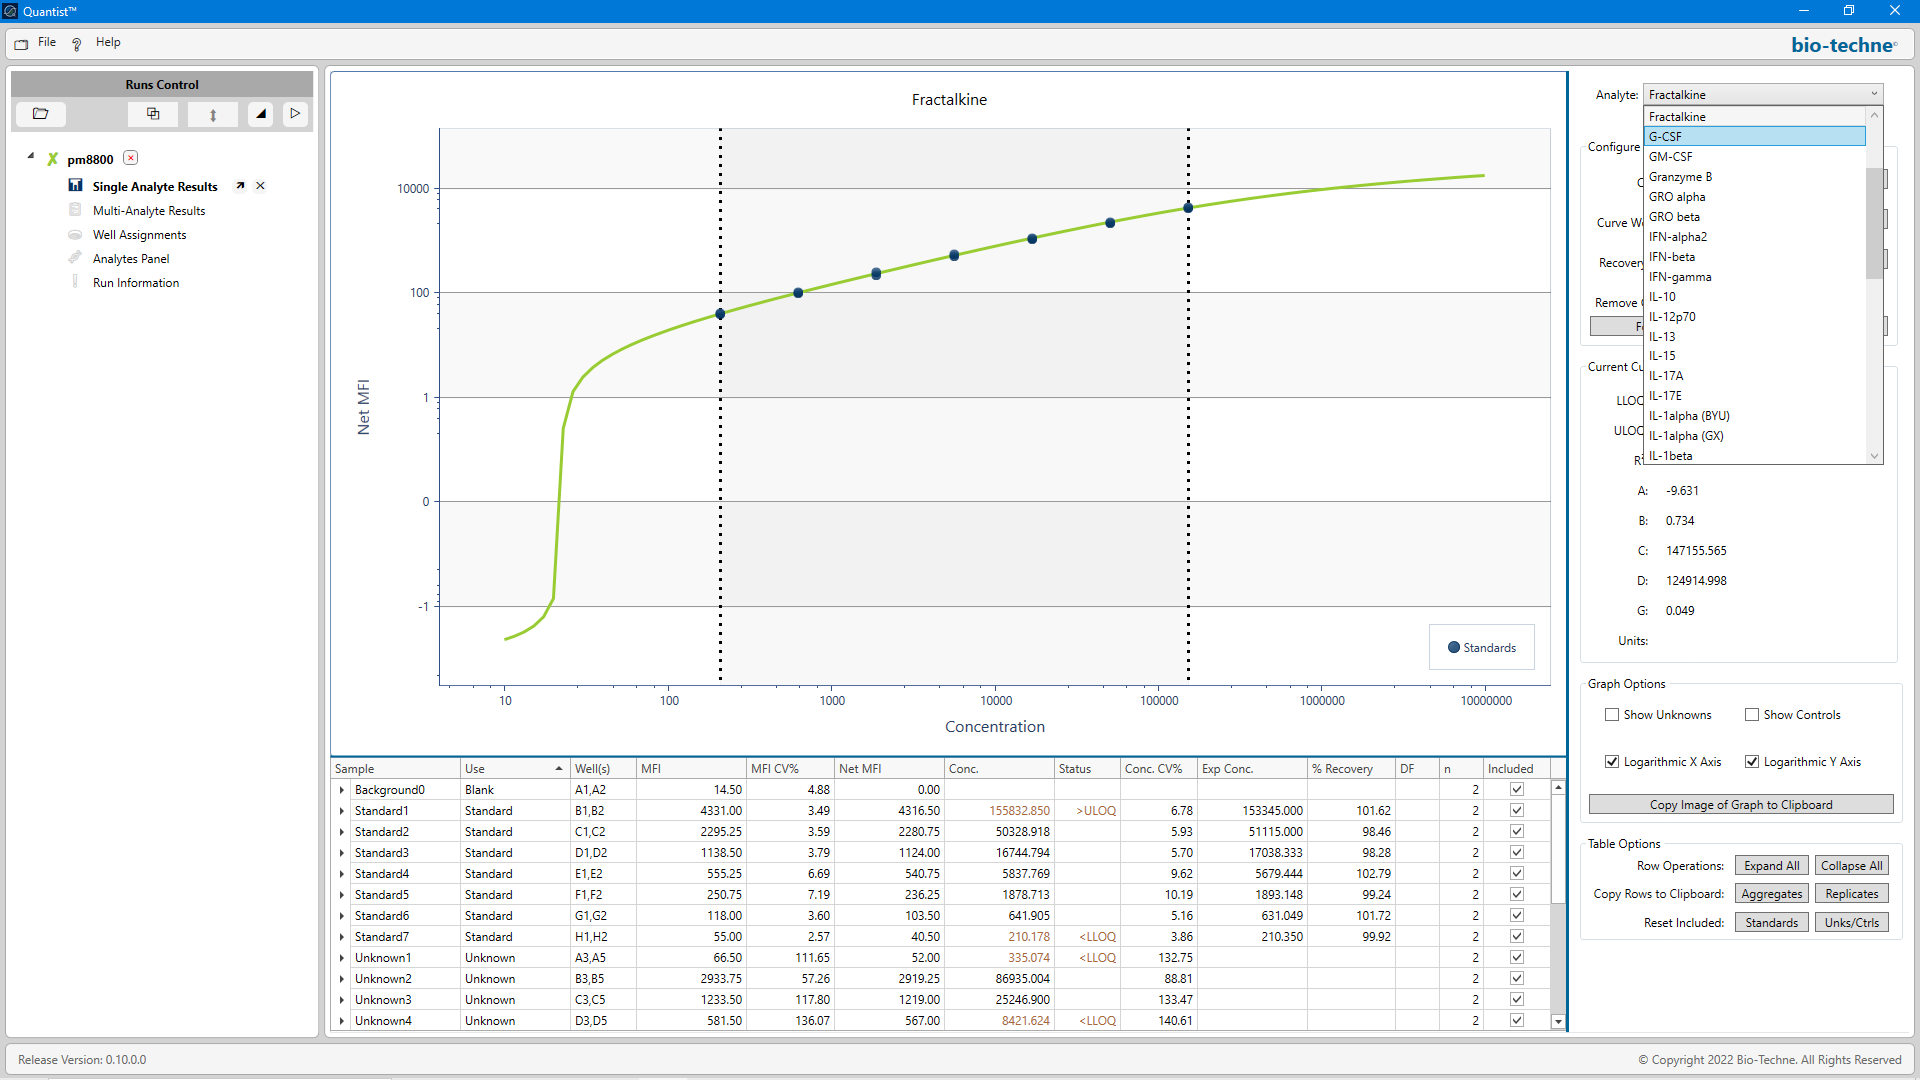 Quantist™
File
Help
bio-techne
Runs Control
pm8800
Single Analyte Results
Multi-Analyte Results
Well Assignments
Analytes Panel
Run Information
Fractalkine
Net MFI
10000
100
1
0
-1
10 100 1000 10000 100000 1000000 10000000
Concentration
Standards
Analyte: Fractalkine
Fractalkine
G-CSF
GM-CSF
Granzyme B
GRO alpha
GRO beta
IFN-alpha2
IFN-beta
IFN-gamma
IL-10
IL-12p70
IL-13
IL-15
IL-17A
IL-17E
IL-1alpha (BYU)
IL-1alpha (GX)
IL-1beta
Configure
Curve
Recovery
Remove
Current
A: -9.631
B: 0.734
C: 147155.565
D: 124914.998
G: 0.049
Units:
Graph Options
Show Unknowns Show Controls
Logarithmic X Axis Logarithmic Y Axis
Copy Image of Graph to Clipboard
Table Options
Row Operations: Expand All Collapse All
Copy Rows to Clipboard: Aggregates Replicates
Reset Included: Standards Unks/Ctrls
Sample Use Well(s) MFI MFI CV% Net MFI Conc. Status Conc. CV% Exp Conc. % Recovery DF n Included
Background0 Blank A1,A2 14.50 4.88 0.00 2
Standard1 Standard B1,B2 4331.00 3.49 4316.50 155832.850 >ULOQ 6.78 153345.000 101.62 2
Standard2 Standard C1,C2 2295.25 3.59 2280.75 50328.918 5.93 51115.000 98.46 2
Standard3 Standard D1,D2 1138.50 3.79 1124.00 16744.794 5.70 17038.333 98.28 2
Standard4 Standard E1,E2 555.25 6.69 540.75 5837.769 9.62 5679.444 102.79 2
Standard5 Standard F1,F2 250.75 7.19 236.25 1878.713 10.19 1893.148 99.24 2
Standard6 Standard G1,G2 118.00 3.60 103.50 641.905 5.16 631.049 101.72 2
Standard7 Standard H1,H2 55.00 2.57 40.50 210.178 <LLOQ 3.86 210.350 99.92 2
Unknown1 Unknown A3,A5 66.50 111.65 52.00 335.074 <LLOQ 132.75 2
Unknown2 Unknown B3,B5 2933.75 57.26 2919.25 86935.004 88.81 2
Unknown3 Unknown C3,C5 1233.50 117.80 1219.00 25246.900 133.47 2
Unknown4 Unknown D3,D5 581.50 136.07 567.00 8421.624 <LLOQ 140.61 2
Release Version: 0.10.0.0
© Copyright 2022 Bio-Techne. All Rights Reserved